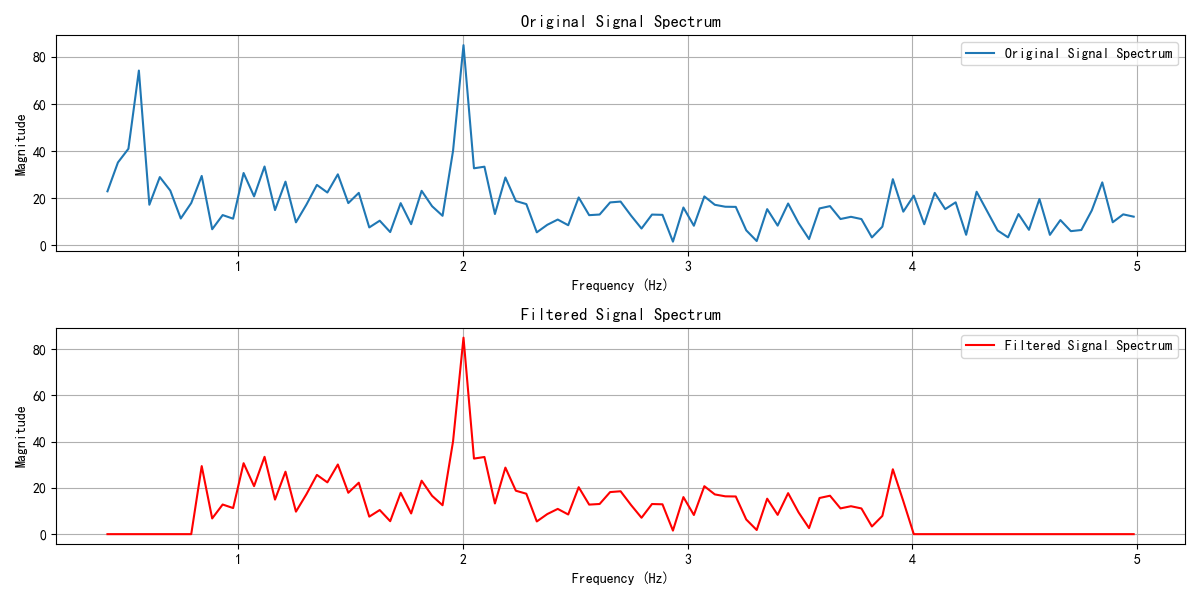 Original Signal Spectrum
Original Signal Spectrum
Magnitude
80
60
40
20
0
1 2 3 4 5
Frequency (Hz)
Filtered Signal Spectrum
Filtered Signal Spectrum
Magnitude
80
60
40
20
0
1 2 3 4 5
Frequency (Hz)